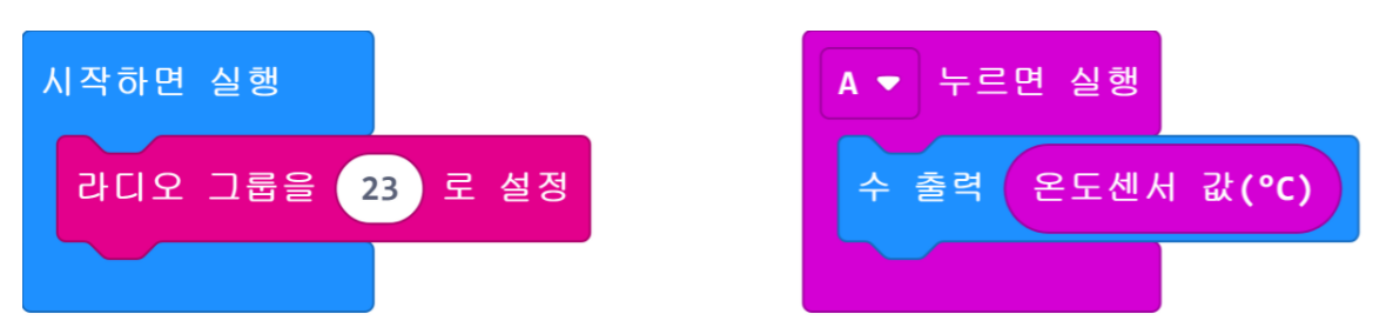 시작하면 실행
라디오 그룹을 23 로 설정
A 누르면 실행
수 출력 온도센서 값(°C)